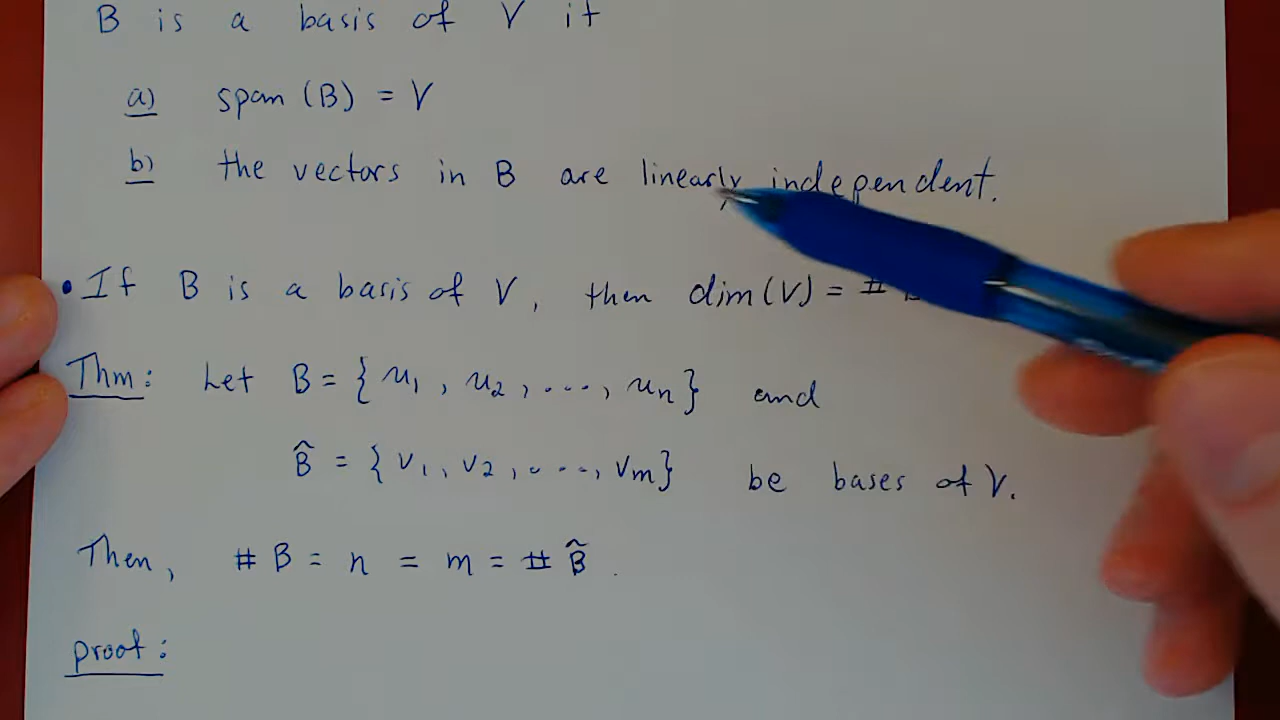 B is a basis of V if
a) span (B) = V
b) the vectors in B are linearly independent.
• If B is a basis of V, then dim(V) = #
Thm: Let B = { u₁, u₂, ..., uₙ } and
B̂ = { v₁, v₂, ..., vₘ } be bases of V.
Then, # B = n = m = # B̂.
proof: